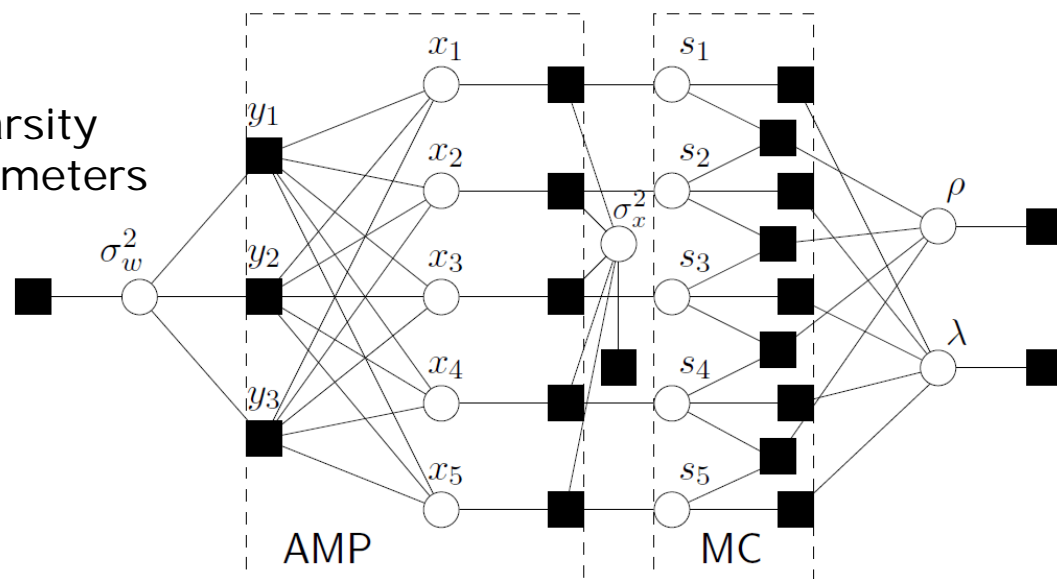 arsity
meters
σ_w^2
y_1
y_2
y_3
x_1
x_2
x_3
x_4
x_5
σ_x^2
s_1
s_2
s_3
s_4
s_5
ρ
λ
AMP
MC